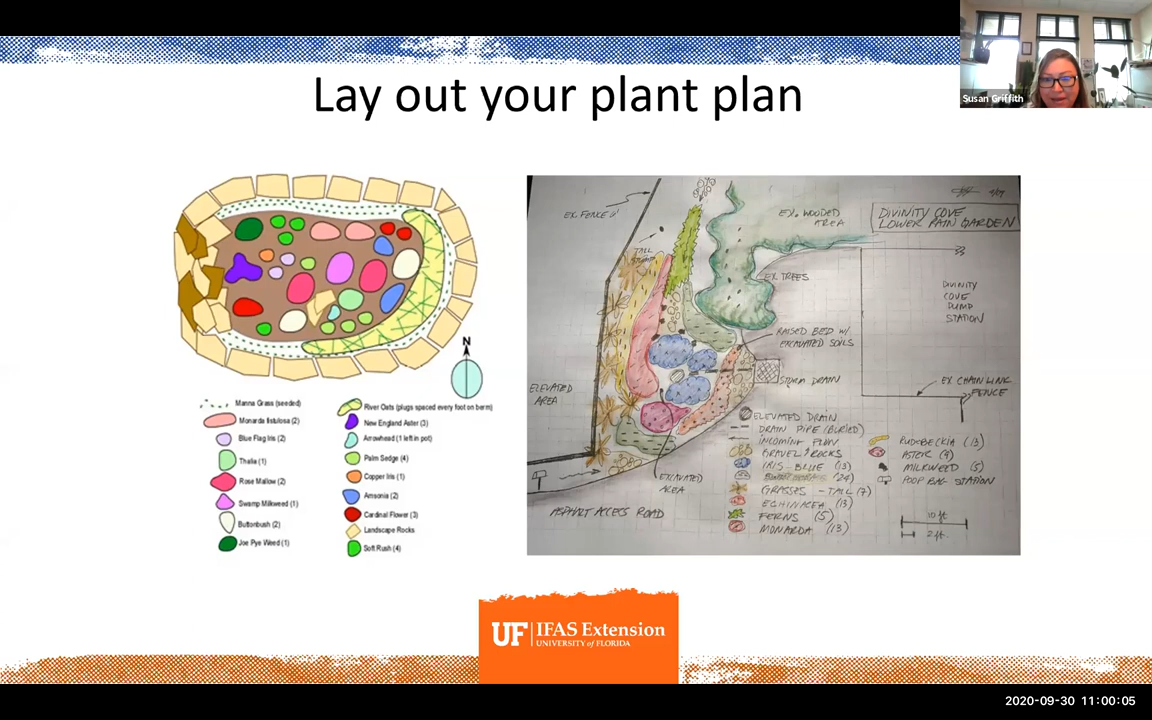 Lay out your plant plan
Susan Griffith
N
Manna Grass (seeded)
Monarda fistulosa (2)
Blue Flag Iris (2)
Thalia (1)
Rose Mallow (2)
Swamp Milkweed (1)
Buttonbush (2)
Joe Pye Weed (1)
River Oats (plugs spaced every foot on berm)
New England Aster (3)
Arrowhead (1 left in pot)
Palm Sedge (4)
Copper Iris (1)
Amsonia (2)
Cardinal Flower (3)
Landscape Rocks
Soft Rush (4)
EX. FENCE
EX. WOODED
AREA
DIVINITY COVE
LOWER RAIN GARDEN
TALL
EX. TREES
DIVINITY
COVE
PUMP
STATION
RAISED BED W/
EXCAVATED SOILS
STORM DRAIN
EX CHAIN LINK
FENCE
ELEVATED
AREA
EXCAVATED
AREA
ASPHALT ACCESS ROAD
ELEVATED DRAIN
DRAIN PIPE (BURIED)
INCOMING FLOW
GRAVEL/ROCKS
IRIS-BLUE (13)
(24)
GRASSES - TALL (7)
ECHINACEA (13)
FERNS (5)
MONARDA (13)
RUDBECKIA (13)
ASTER (9)
MILKWEED (5)
POOP BAG STATION
10 ft
2 ft.
UF IFAS Extension
UNIVERSITY of FLORIDA
2020-09-30 11:00:05